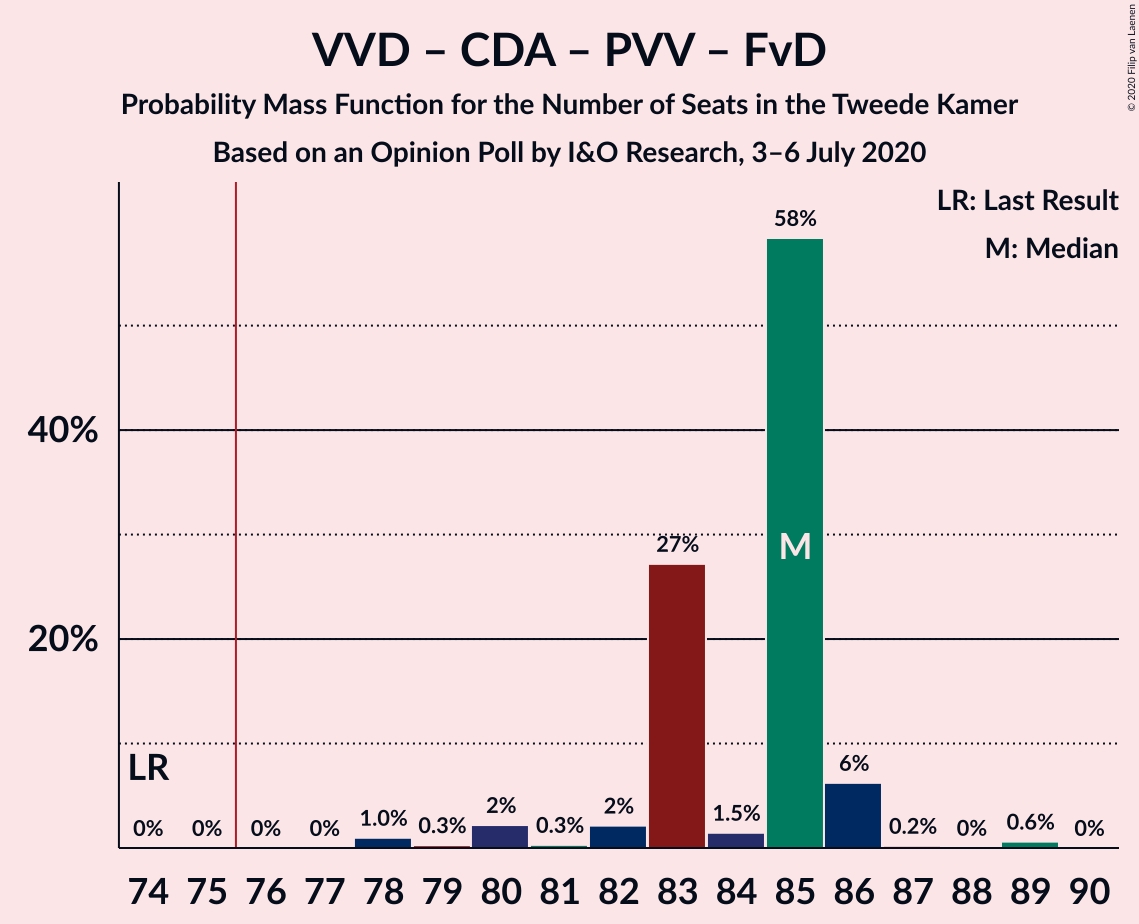 VVD – CDA – PVV – FvD
Probability Mass Function for the Number of Seats in the Tweede Kamer
Based on an Opinion Poll by I&O Research, 3–6 July 2020
© 2020 Filip van Laenen
LR: Last Result
M: Median
58%
40%
27%
M
20%
LR
0% 0% 0% 0% 1.0% 0.3% 2% 0.3% 2% 1.5% 6% 0.2% 0% 0.6% 0%
74 75 76 77 78 79 80 81 82 83 84 85 86 87 88 89 90